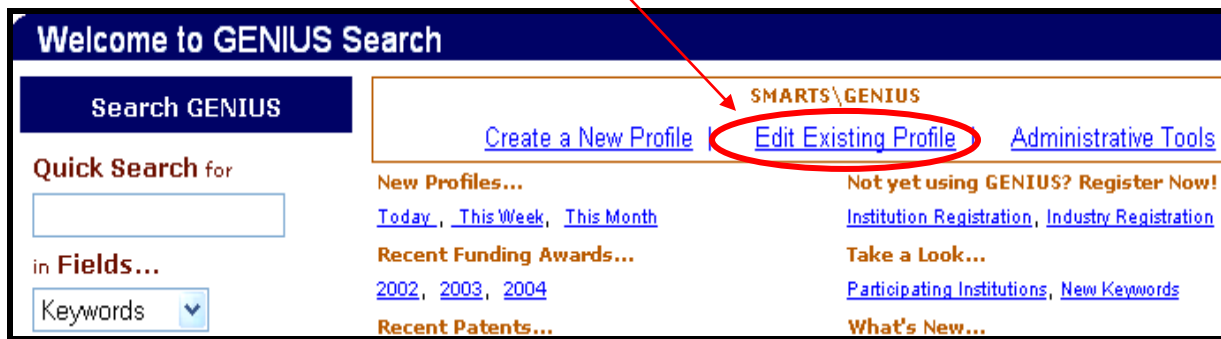 Welcome to GENIUS Search
Search GENIUS
Quick Search for
in Fields...
Keywords
SMARTS\GENIUS
Create a New Profile | Edit Existing Profile | Administrative Tools
New Profiles...
Today , This Week, This Month
Recent Funding Awards...
2002, 2003, 2004
Recent Patents...
Not yet using GENIUS? Register Now!
Institution Registration, Industry Registration
Take a Look...
Participating Institutions, New Keywords
What's New...